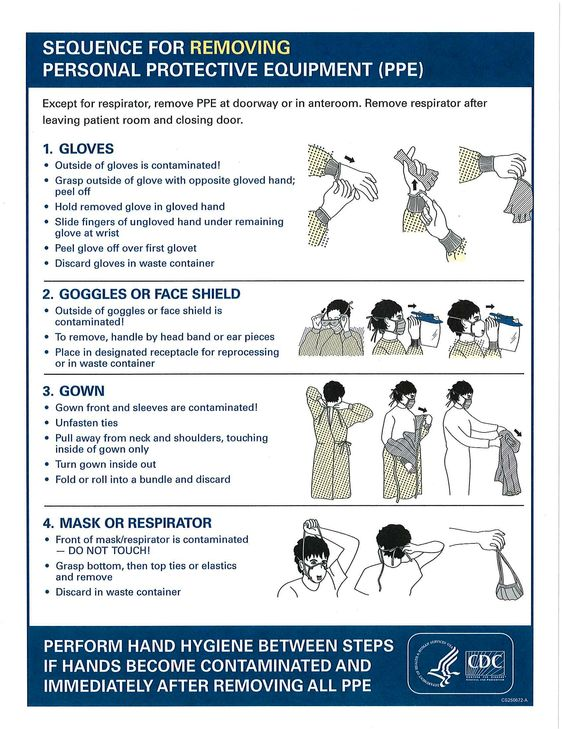 SEQUENCE FOR REMOVING
PERSONAL PROTECTIVE EQUIPMENT (PPE)
Except for respirator, remove PPE at doorway or in anteroom. Remove respirator after
leaving patient room and closing door.
1. GLOVES
• Outside of gloves is contaminated!
• Grasp outside of glove with opposite gloved hand;
peel off
• Hold removed glove in gloved hand
• Slide fingers of ungloved hand under remaining
glove at wrist
• Peel glove off over first glovet
• Discard gloves in waste container
2. GOGGLES OR FACE SHIELD
• Outside of goggles or face shield is
contaminated!
• To remove, handle by head band or ear pieces
• Place in designated receptacle for reprocessing
or in waste container
3. GOWN
• Gown front and sleeves are contaminated!
• Unfasten ties
• Pull away from neck and shoulders, touching
inside of gown only
• Turn gown inside out
• Fold or roll into a bundle and discard
4. MASK OR RESPIRATOR
• Front of mask/respirator is contaminated
— DO NOT TOUCH!
• Grasp bottom, then top ties or elastics
and remove
• Discard in waste container
PERFORM HAND HYGIENE BETWEEN STEPS
IF HANDS BECOME CONTAMINATED AND
IMMEDIATELY AFTER REMOVING ALL PPE
CDC
CS250672-A